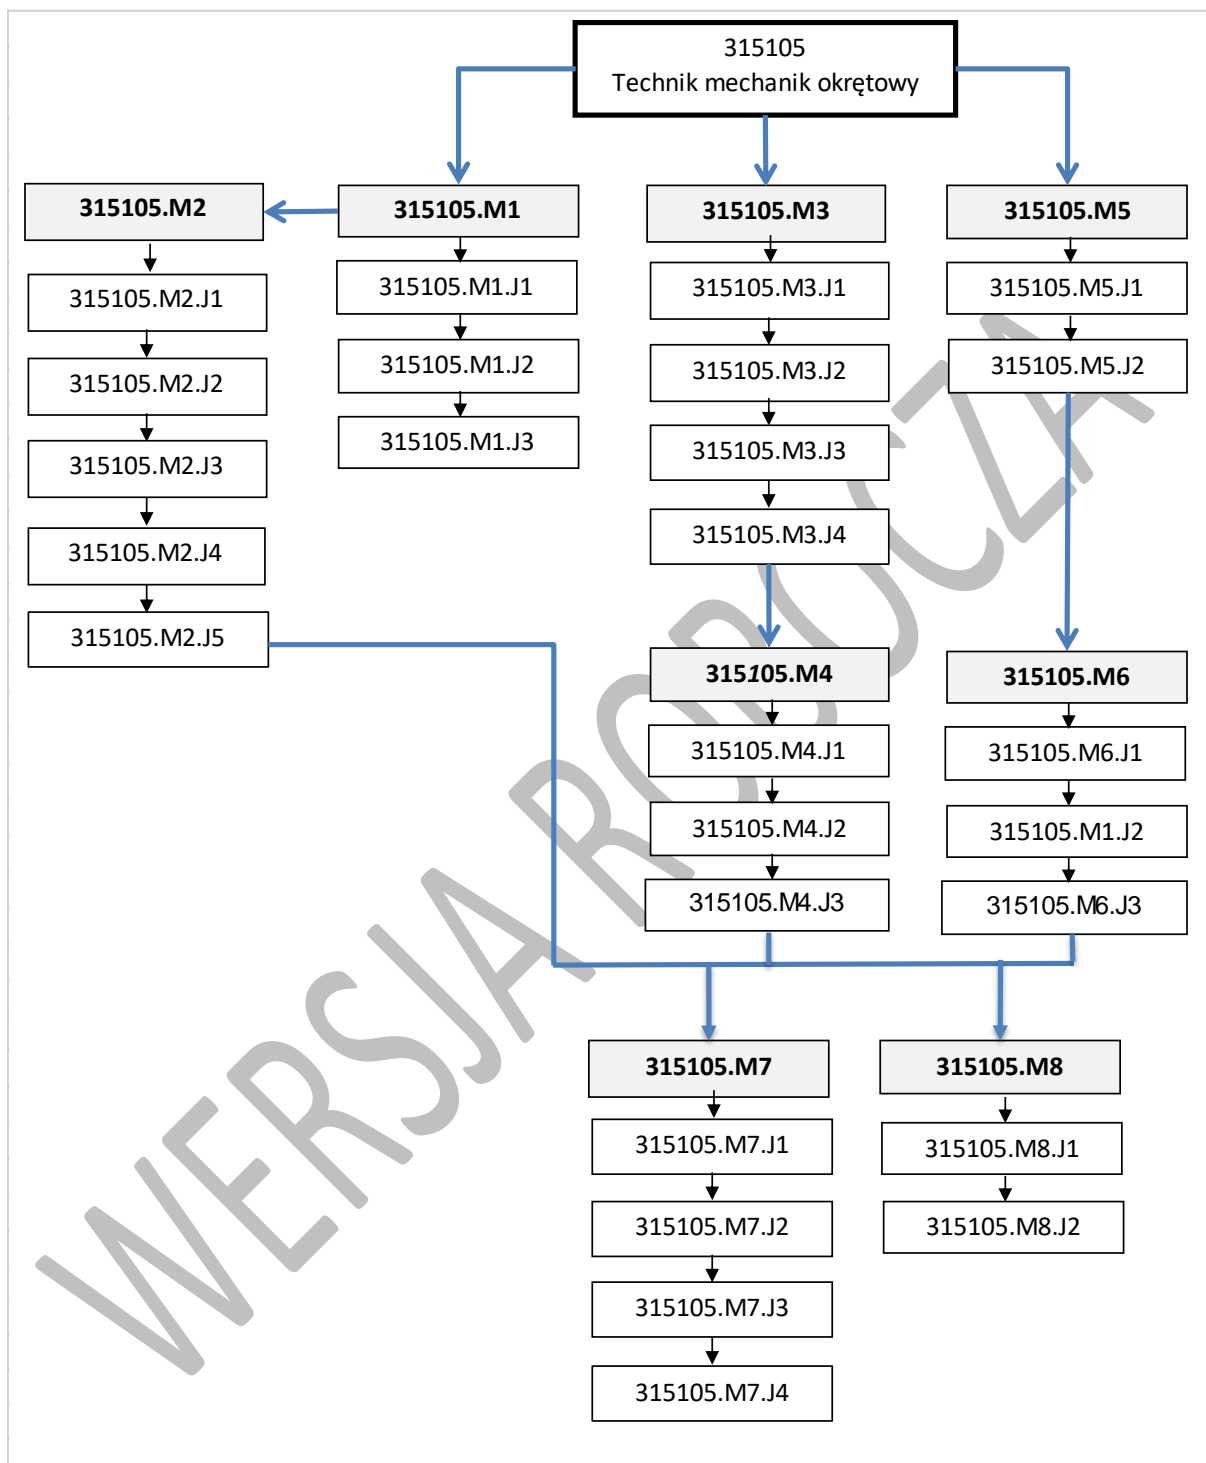 315105
Technik mechanik okrętowy
315105.M2
315105.M1
315105.M3
315105.M5
315105.M2.J1
315105.M1.J1
315105.M3.J1
315105.M5.J1
315105.M2.J2
315105.M1.J2
315105.M3.J2
315105.M5.J2
315105.M2.J3
315105.M1.J3
315105.M3.J3
315105.M2.J4
315105.M3.J4
315105.M2.J5
315105.M4
315105.M6
315105.M4.J1
315105.M6.J1
315105.M4.J2
315105.M1.J2
315105.M4.J3
315105.M6.J3
315105.M7
315105.M8
315105.M7.J1
315105.M8.J1
315105.M7.J2
315105.M8.J2
315105.M7.J3
315105.M7.J4
WERSJA ROBOCZA